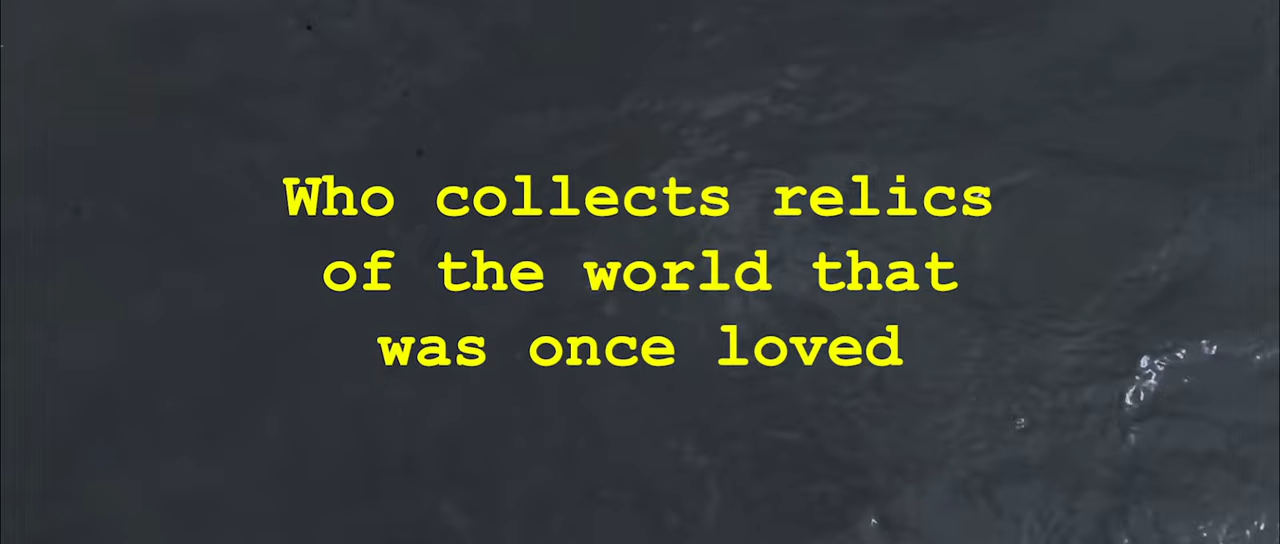 Who collects relics
of the world that
was once loved